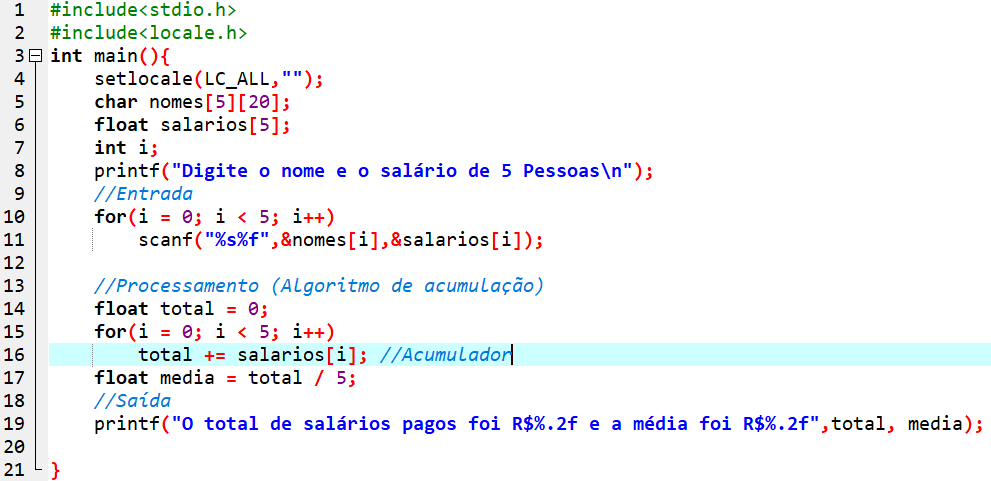 1 #include<stdio.h>
2 #include<locale.h>
3 int main(){
4 setlocale(LC_ALL,"");
5 char nomes[5][20];
6 float salarios[5];
7 int i;
8 printf("Digite o nome e o salário de 5 Pessoas\n");
9 //Entrada
10 for(i = 0; i < 5; i++)
11 scanf("%s%f",&nomes[i],&salarios[i]);
12
13 //Processamento (Algoritmo de acumulação)
14 float total = 0;
15 for(i = 0; i < 5; i++)
16 total += salarios[i]; //Acumulador
17 float media = total / 5;
18 //Saída
19 printf("O total de salários pagos foi R$%.2f e a média foi R$%.2f",total, media);
20
21 }